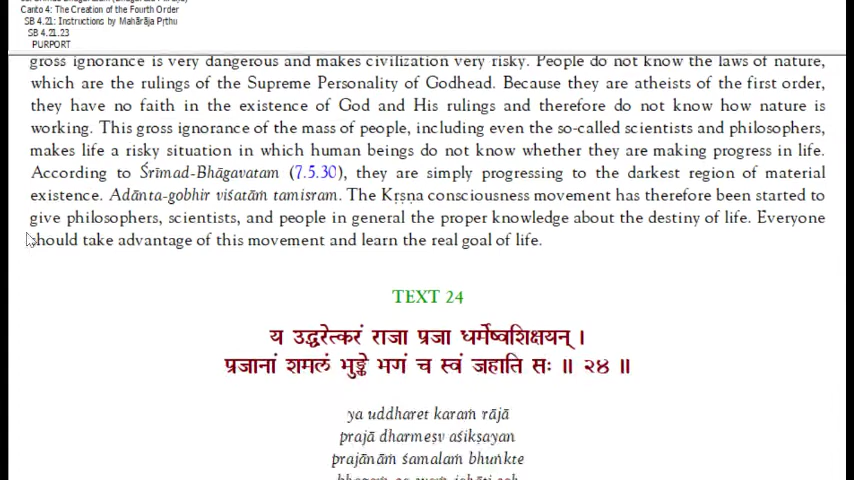 Canto 4: The Creation of the Fourth Order
SB 4.21: Instructions by Mahārāja Pṛthu
SB 4.21.23
PURPORT
gross ignorance is very dangerous and makes civilization very risky. People do not know the laws of nature,
which are the rulings of the Supreme Personality of Godhead. Because they are atheists of the first order,
they have no faith in the existence of God and His rulings and therefore do not know how nature is
working. This gross ignorance of the mass of people, including even the so-called scientists and philosophers,
makes life a risky situation in which human beings do not know whether they are making progress in life.
According to Śrīmad-Bhāgavatam (7.5.30), they are simply progressing to the darkest region of material
existence. Adānta-gobhir viśatāṁ tamisram. The Kṛṣṇa consciousness movement has therefore been started to
give philosophers, scientists, and people in general the proper knowledge about the destiny of life. Everyone
should take advantage of this movement and learn the real goal of life.
TEXT 24
य उद्धरेत्करं राजा प्रजा धर्मेष्वशिक्षयन् ।
प्रजानां शमलं भुङ्क्ते भगं च स्वं जहाति सः ॥ २४ ॥
ya uddharet karaṁ rājā
prajā dharmeṣv aśikṣayan
prajānāṁ śamalaṁ bhuṅkte